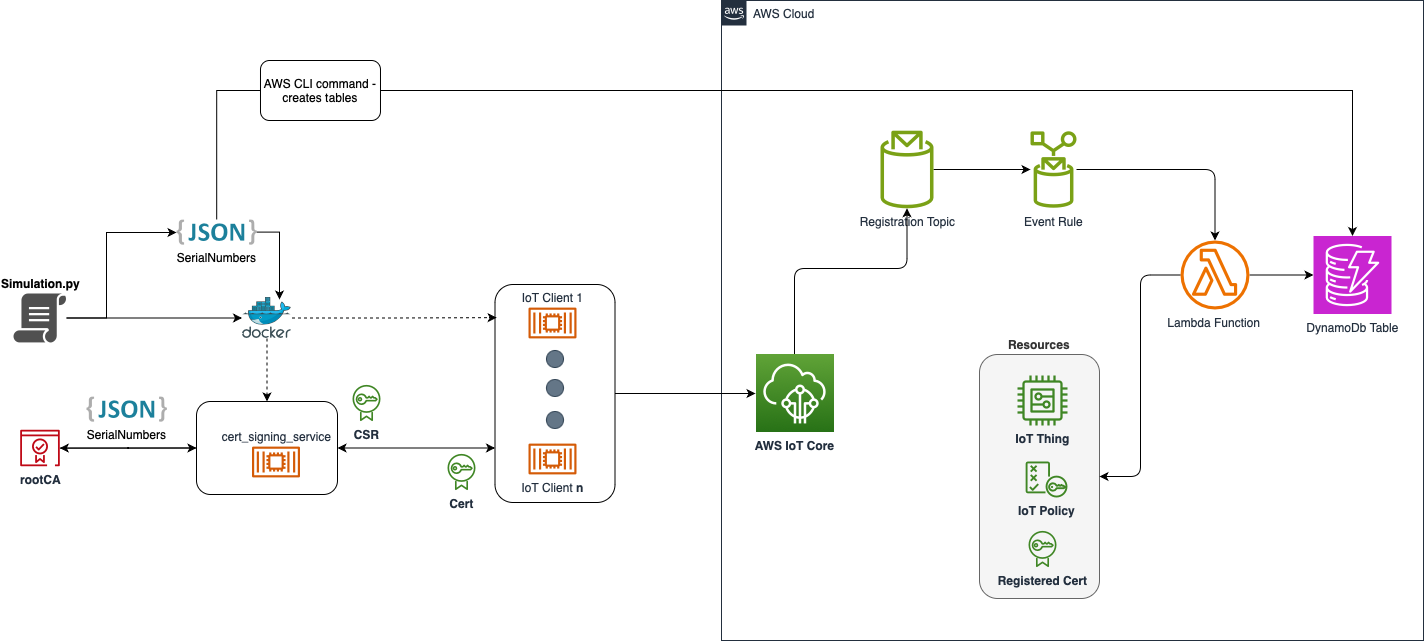 aws
AWS Cloud
AWS CLI command -
creates tables
Registration Topic
Event Rule
{JSON}
SerialNumbers
Simulation.py
docker
IoT Client 1
Lambda Function
DynamoDb Table
Resources
{JSON}
SerialNumbers
CSR
cert_signing_service
AWS IoT Core
IoT Thing
rootCA
Cert
IoT Client n
IoT Policy
Registered Cert